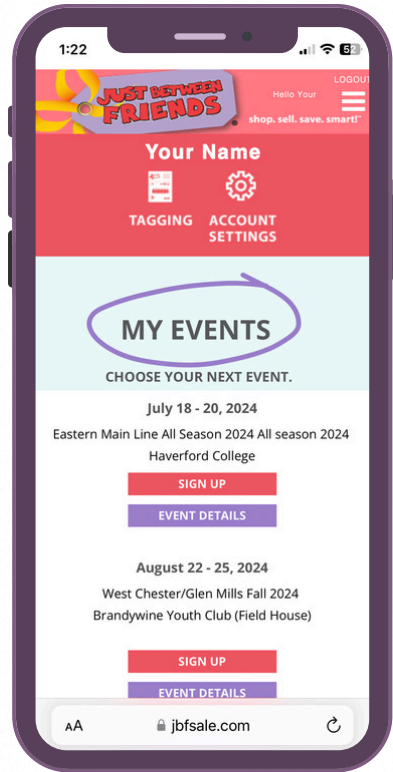 1:22
52
LOGOUT
JUST BETWEEN
FRIENDS
Hello Your
shop. sell. save. smart!™
Your Name
TAGGING
ACCOUNT
SETTINGS
MY EVENTS
CHOOSE YOUR NEXT EVENT.
July 18 - 20, 2024
Eastern Main Line All Season 2024 All season 2024
Haverford College
SIGN UP
EVENT DETAILS
August 22 - 25, 2024
West Chester/Glen Mills Fall 2024
Brandywine Youth Club (Field House)
SIGN UP
EVENT DETAILS
AA
jbfsale.com